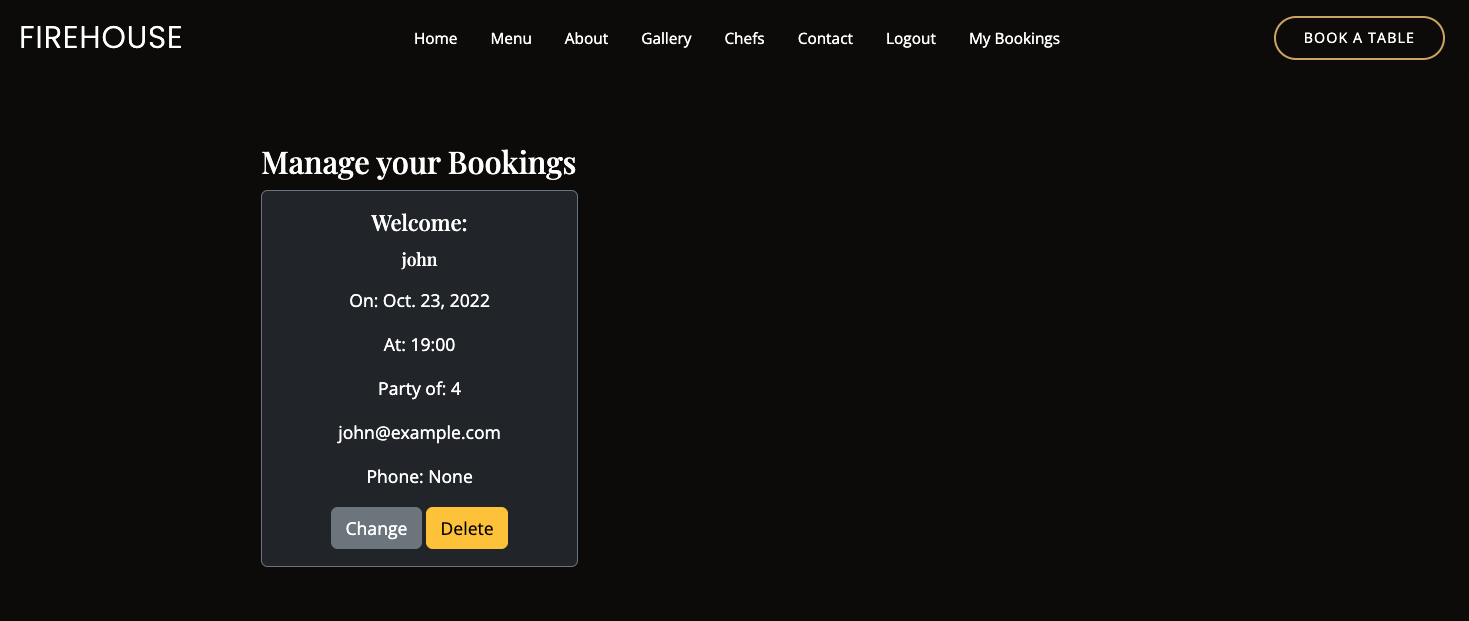 FIREHOUSE
Home Menu About Gallery Chefs Contact Logout My Bookings
BOOK A TABLE
Manage your Bookings
Welcome:
john
On: Oct. 23, 2022
At: 19:00
Party of: 4
john@example.com
Phone: None
Change Delete